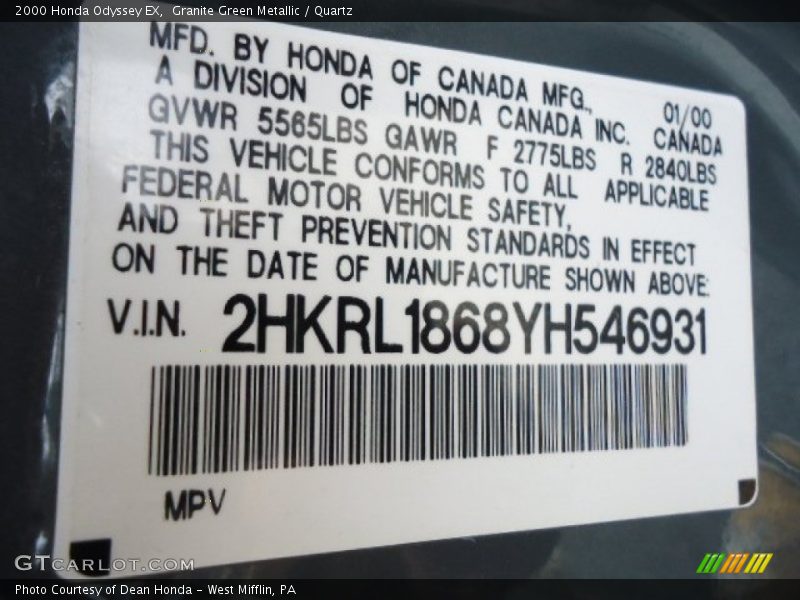 2000 Honda Odyssey EX,  Granite Green Metallic / Quartz
MFD. BY HONDA OF CANADA MFG., 01/00
A DIVISION OF HONDA CANADA INC. CANADA
GVWR 5565LBS GAWR F 2775LBS R 2840LBS
THIS VEHICLE CONFORMS TO ALL APPLICABLE
FEDERAL MOTOR VEHICLE SAFETY,
AND THEFT PREVENTION STANDARDS IN EFFECT
ON THE DATE OF MANUFACTURE SHOWN ABOVE:
V.I.N. 2HKRL1868YH546931
MPV
GTCARLOT.COM
Photo Courtesy of Dean Honda - West Mifflin, PA